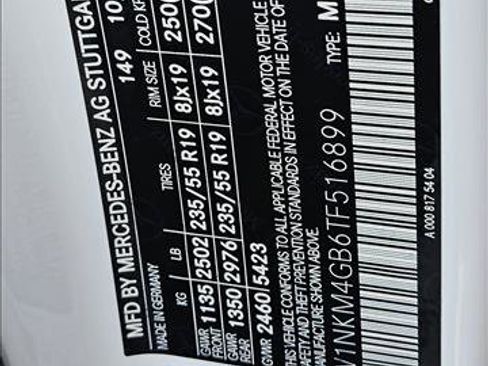 MFD BY MERCEDES-BENZ AG STUTTGA
149 10
MADE IN GERMANY
KG LB TIRES RIM SIZE COLD
GAWR FRONT 1135 2502 235/55 R19 8Jx19 250
GAWR REAR 1350 2976 235/55 R19 8Jx19 270
GVWR 2460 5423
THIS VEHICLE CONFORMS TO ALL APPLICABLE FEDERAL MOTOR VEHICLE
SAFETY AND THEFT PREVENTION STANDARDS IN EFFECT ON THE DATE OF
MANUFACTURE SHOWN ABOVE.
TYPE: M
W1NKM4GB6TF516899
A 000 817 54 04